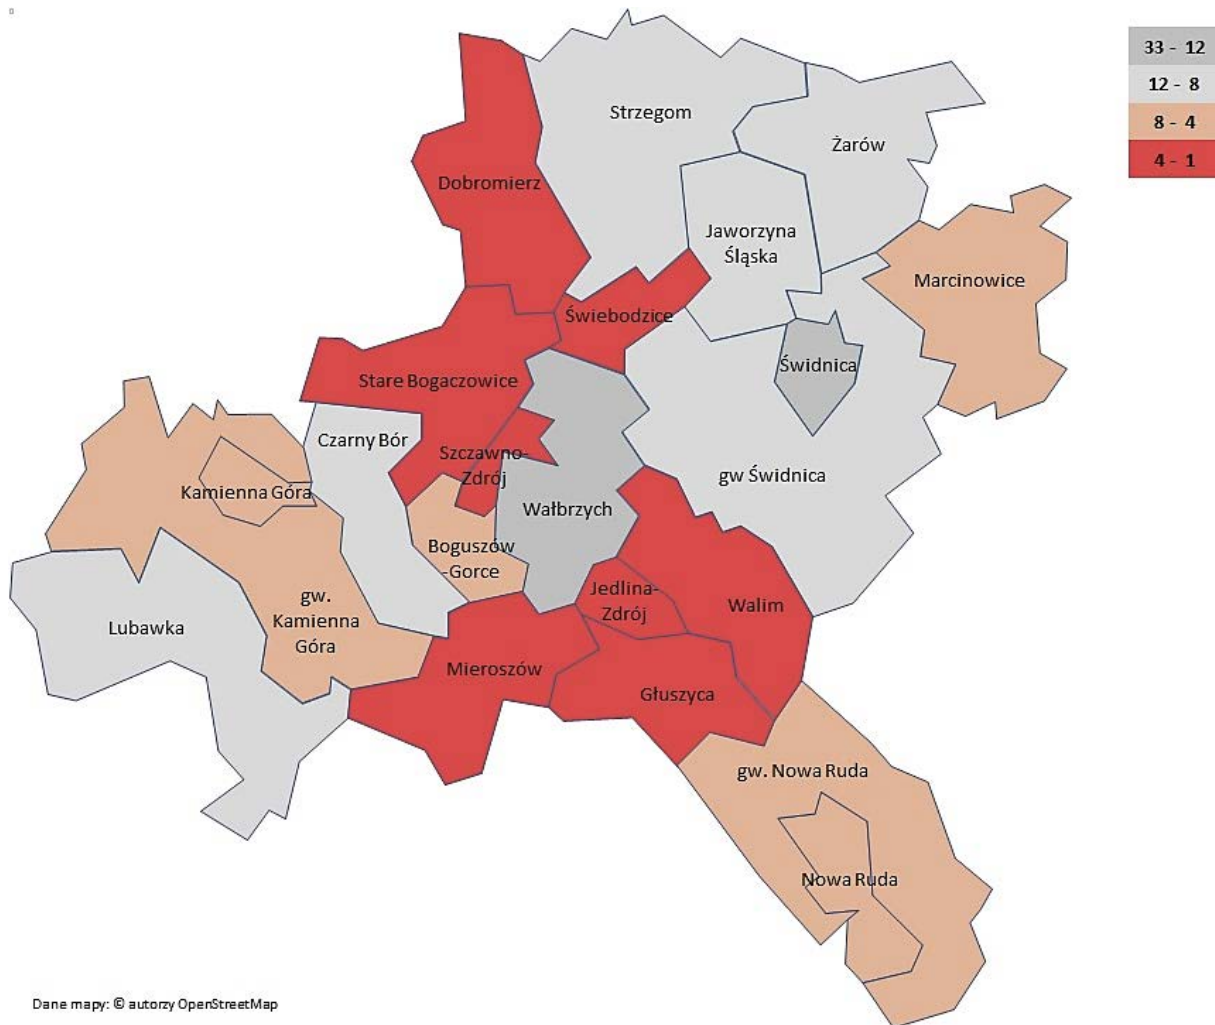 33 - 12
12 - 8
8 - 4
4 - 1
Strzegom
Żarów
Dobromierz
Jaworzyna
Śląska
Marcinowice
Świebodzice
Świdnica
Stare Bogaczowice
Czarny Bór
Szczawno-
Zdrój
gw Świdnica
Kamienna Góra
Wałbrzych
Boguszów
-Gorce
Jedlina-
Zdrój
Walim
gw.
Kamienna
Góra
Lubawka
Mieroszów
Głuszyca
gw. Nowa Ruda
Nowa Ruda
Dane mapy: © autorzy OpenStreetMap